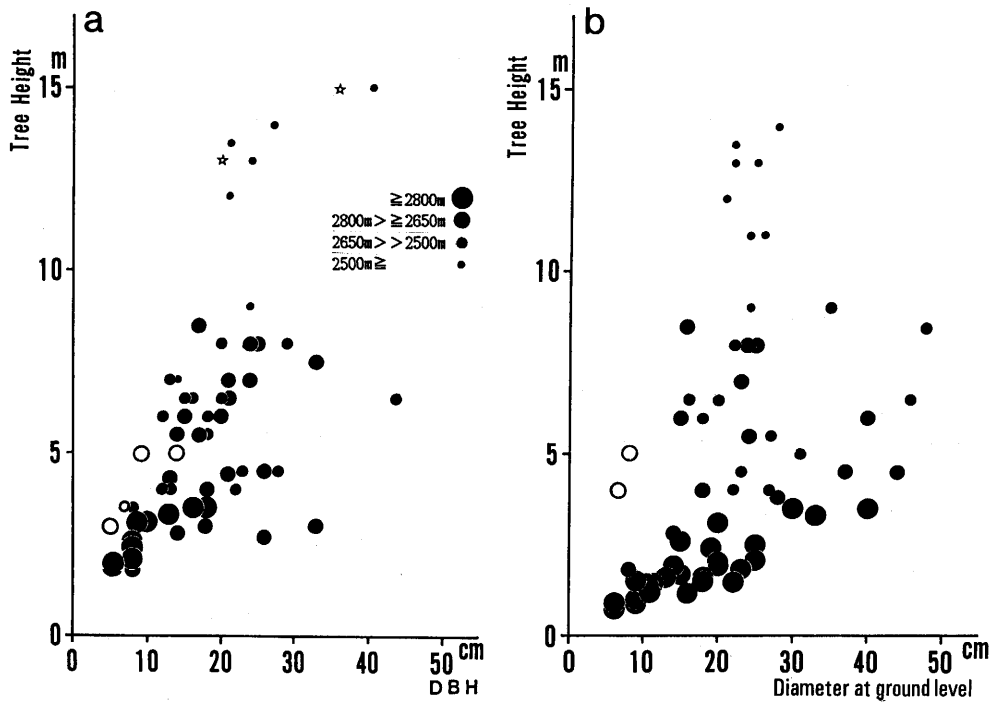 a
Tree Height
m
15
10
5
0
≧2800m
2800m>≧2650m
2650m>>2500m
2500m≧
0 10 20 30 40 50 cm
DBH
b
Tree Height
m
15
10
5
0
0 10 20 30 40 50 cm
Diameter at ground level